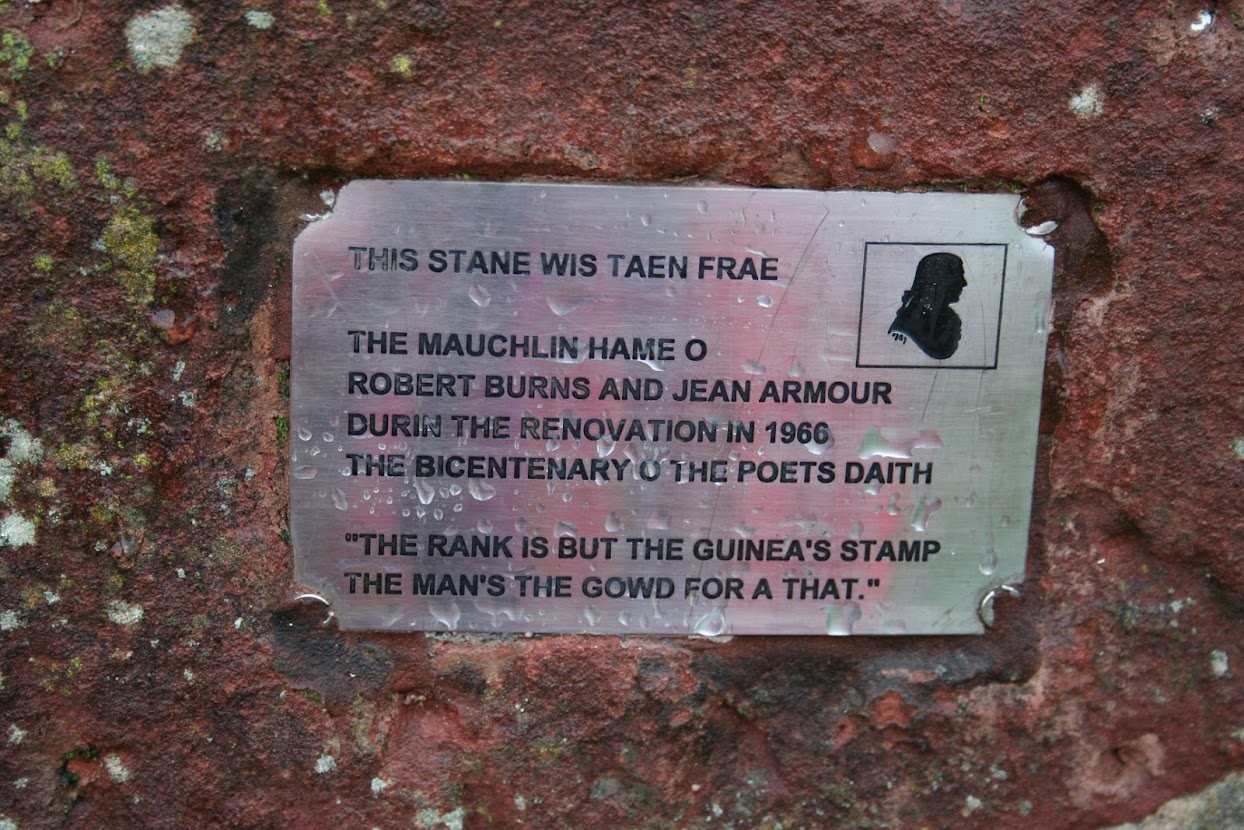 THIS STANE WIS TAEN FRAE
THE MAUCHLIN HAME O
ROBERT BURNS AND JEAN ARMOUR
DURIN THE RENOVATION IN 1966
THE BICENTENARY O THE POETS DAITH
"THE RANK IS BUT THE GUINEA'S STAMP
THE MAN'S THE GOWD FOR A THAT."